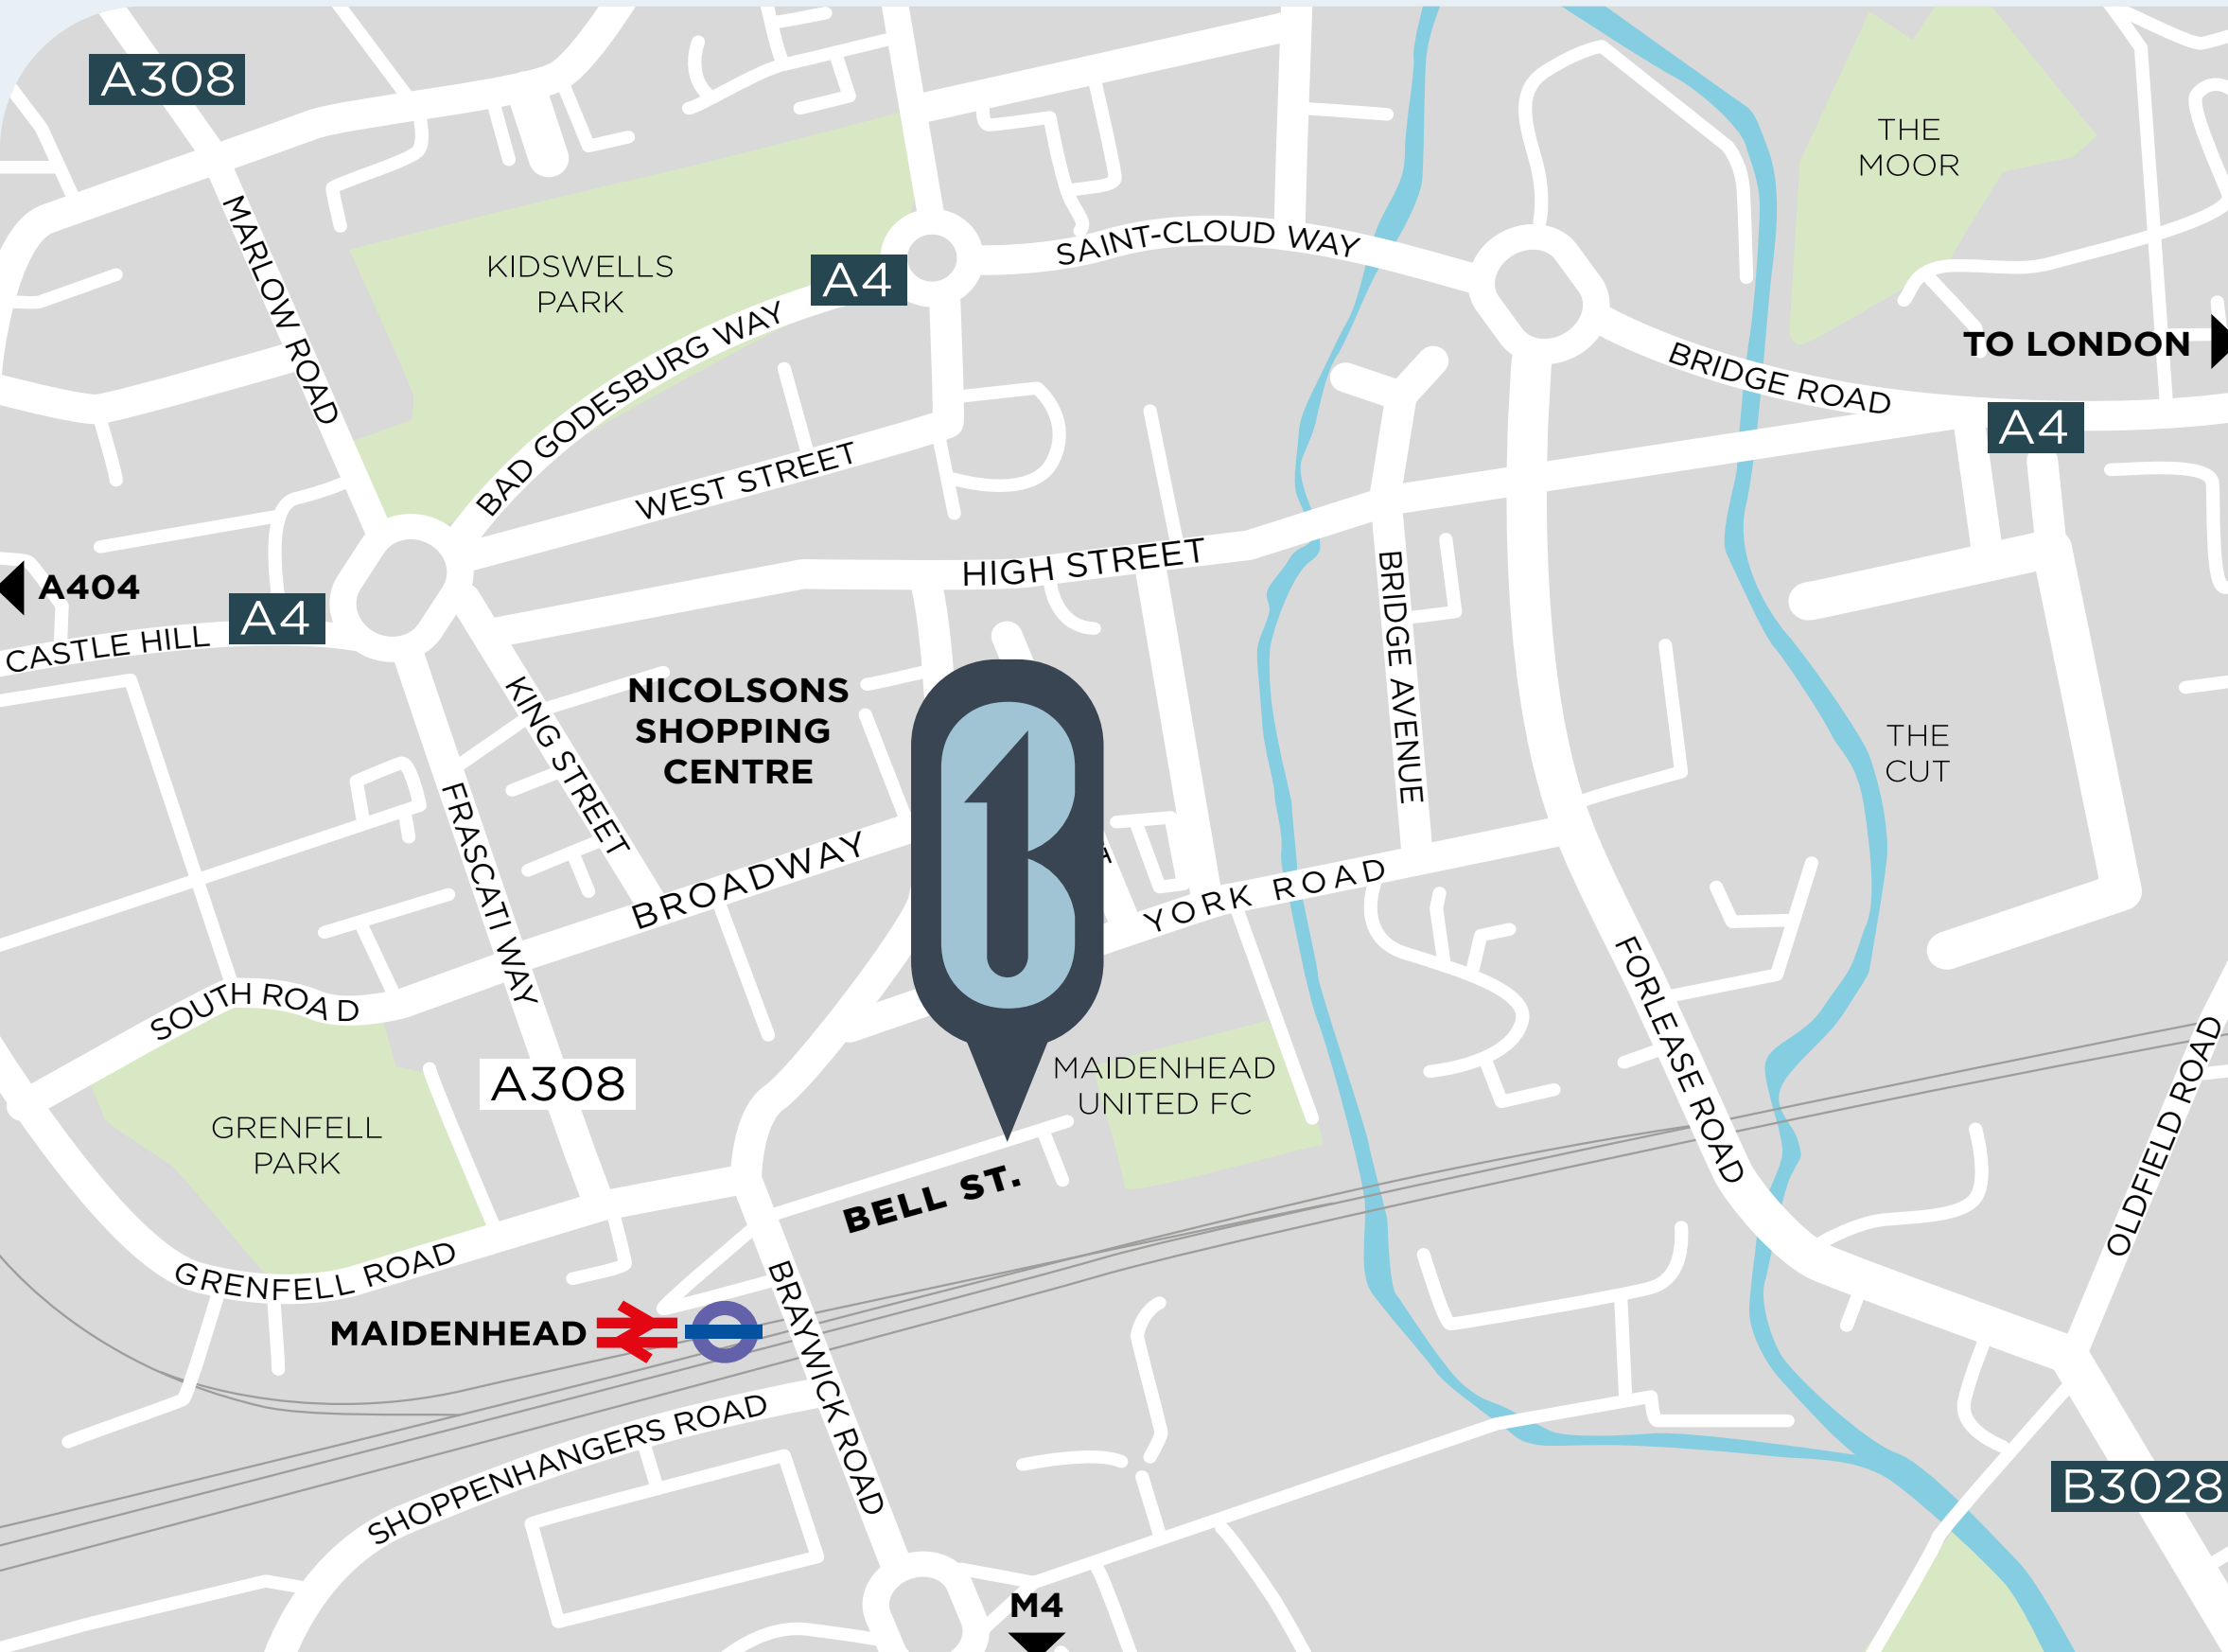 A308
THE
MOOR
MARLOW ROAD
SAINT-CLOUD WAY
KIDSWELLS
PARK
A4
BAD GODESBURG WAY
TO LONDON
BRIDGE ROAD
A4
WEST STREET
HIGH STREET
A404
A4
CASTLE HILL
BRIDGE AVENUE
NICOLSONS
SHOPPING
CENTRE
KING STREET
THE
CUT
FRASCATI WAY
BROADWAY
YORK ROAD
SOUTH ROAD
FORLEASE ROAD
A308
MAIDENHEAD
UNITED FC
GRENFELL
PARK
OLDFIELD ROAD
BELL ST.
GRENFELL ROAD
MAIDENHEAD
BRAYWICK ROAD
SHOPPENHANGERS ROAD
B3028
M4